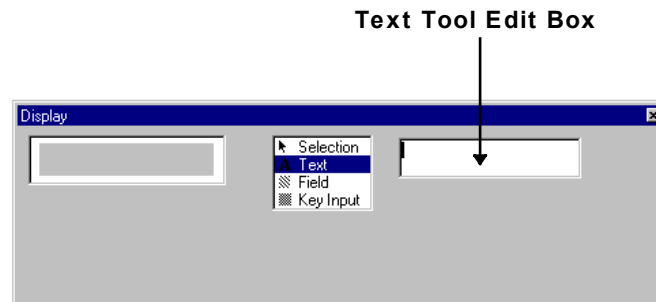 Text Tool Edit Box
Display
Selection
A Text
Field
Key Input